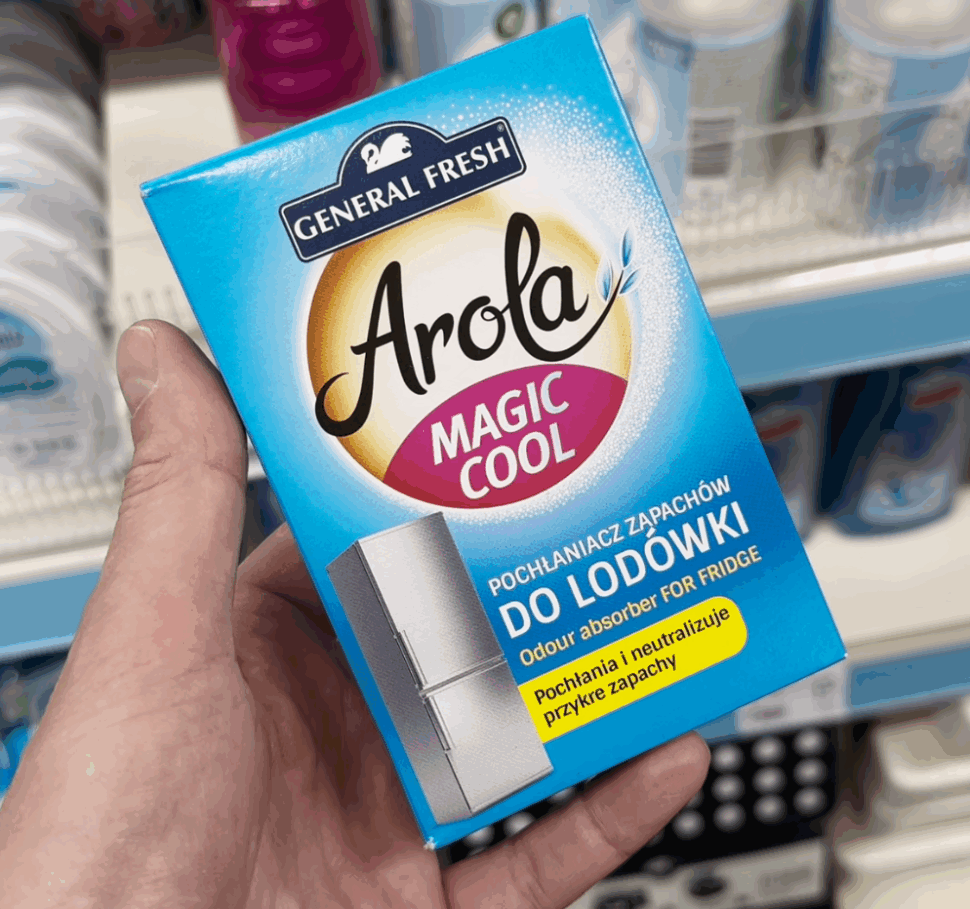 GENERAL FRESH®
Arola
MAGIC
COOL
POCHŁANIACZ ZAPACHÓW
DO LODÓWKI
Odour absorber FOR FRIDGE
Pochłania i neutralizuje
przykre zapachy